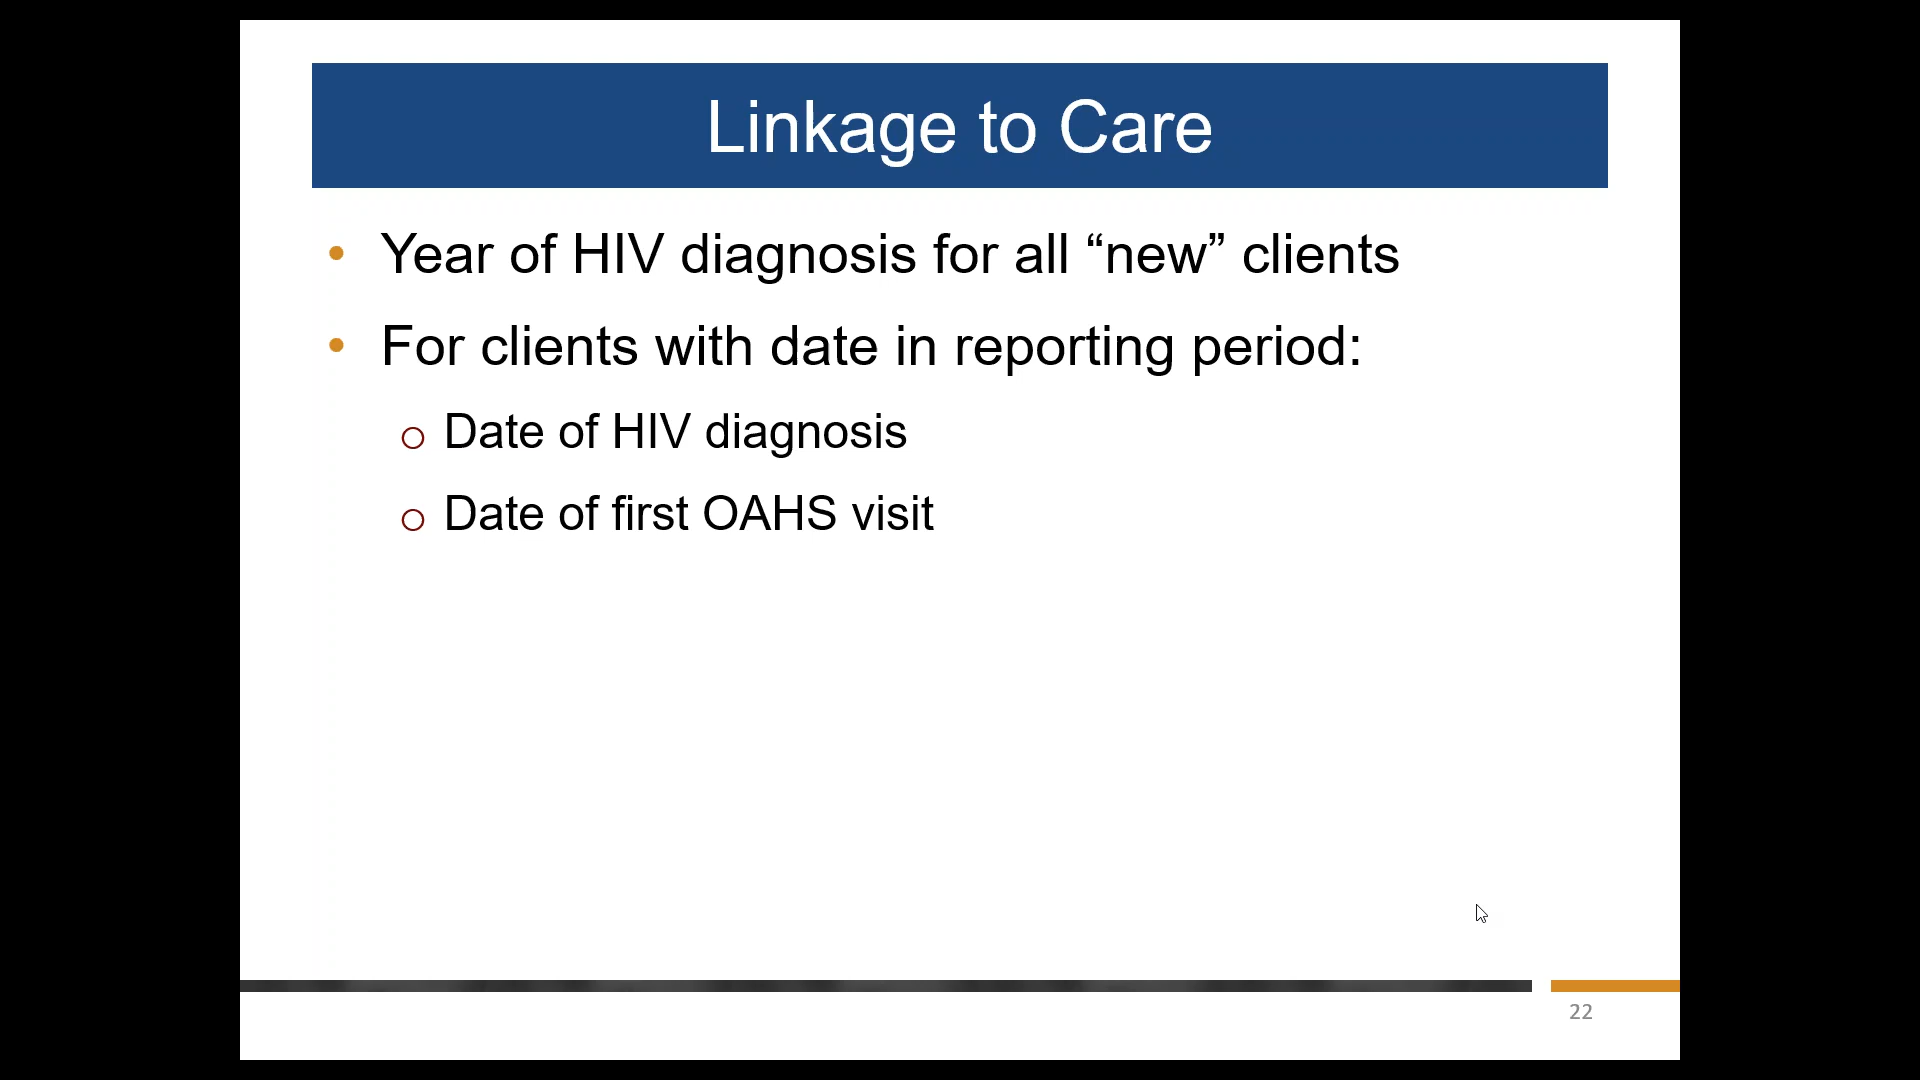 Linkage to Care
• Year of HIV diagnosis for all “new” clients
• For clients with date in reporting period:
o Date of HIV diagnosis
o Date of first OAHS visit
22